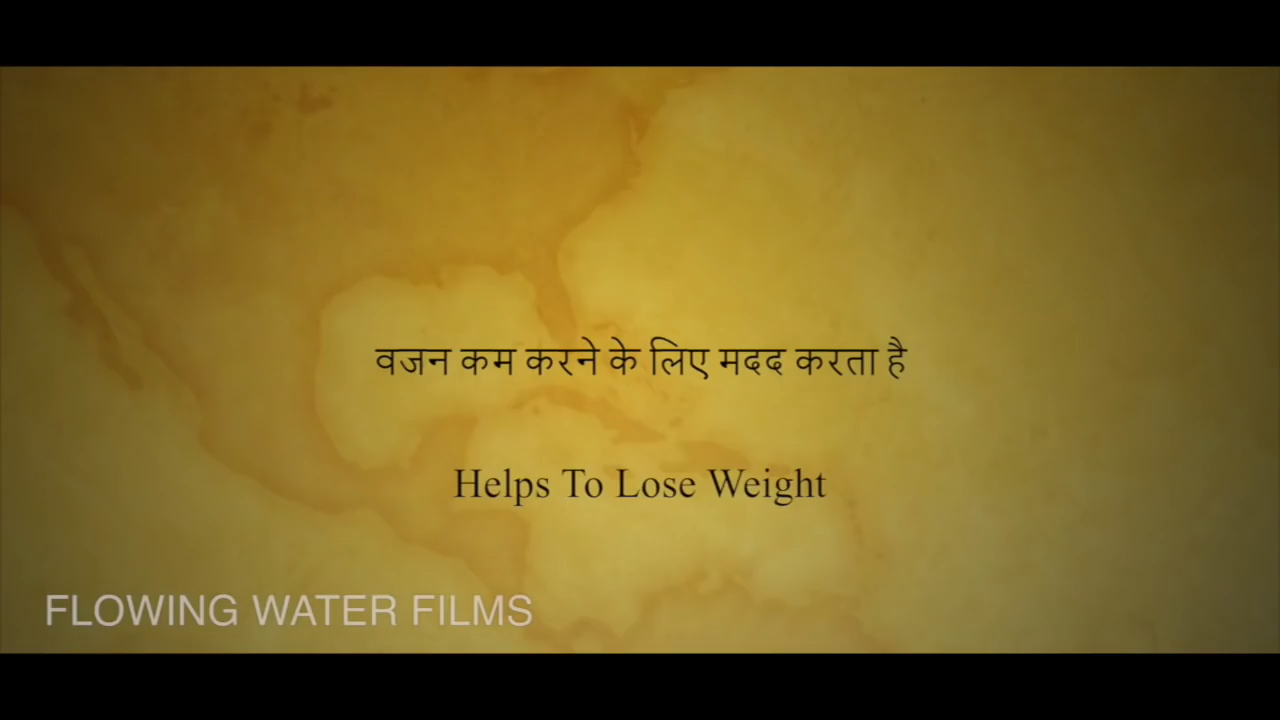 वजन कम करने के लिए मदद करता है
Helps To Lose Weight
FLOWING WATER FILMS